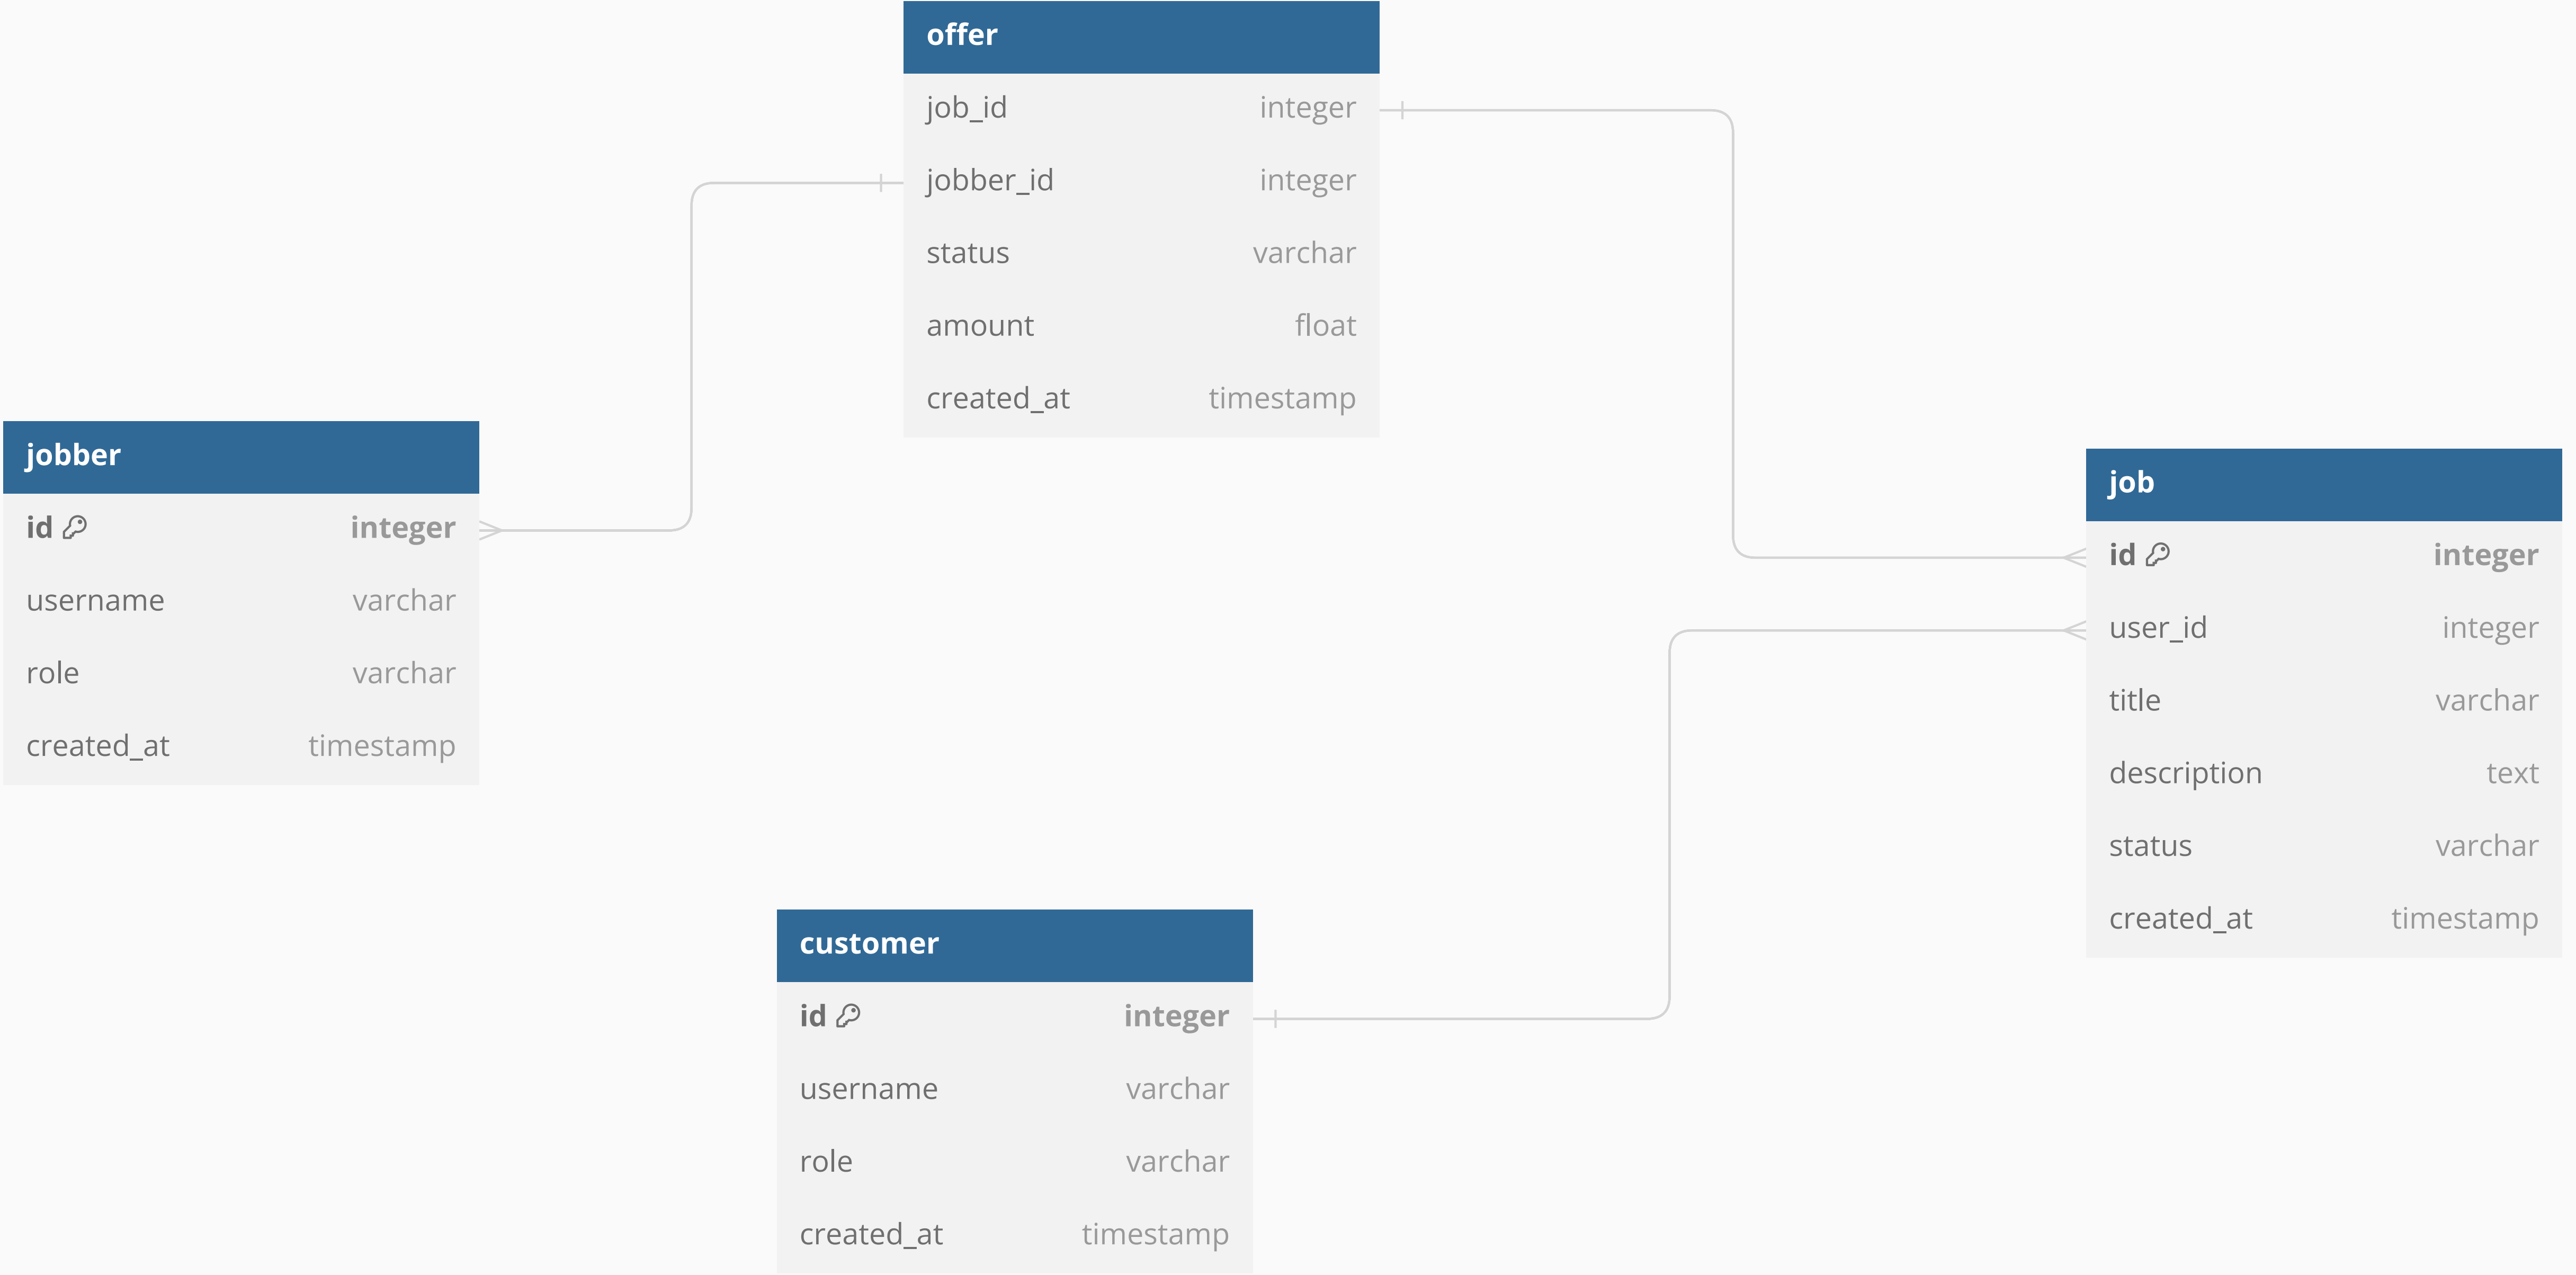 offer
job_id integer
jobber_id integer
status varchar
amount float
created_at timestamp
jobber
id integer
username varchar
role varchar
created_at timestamp
job
id integer
user_id integer
title varchar
description text
status varchar
created_at timestamp
customer
id integer
username varchar
role varchar
created_at timestamp